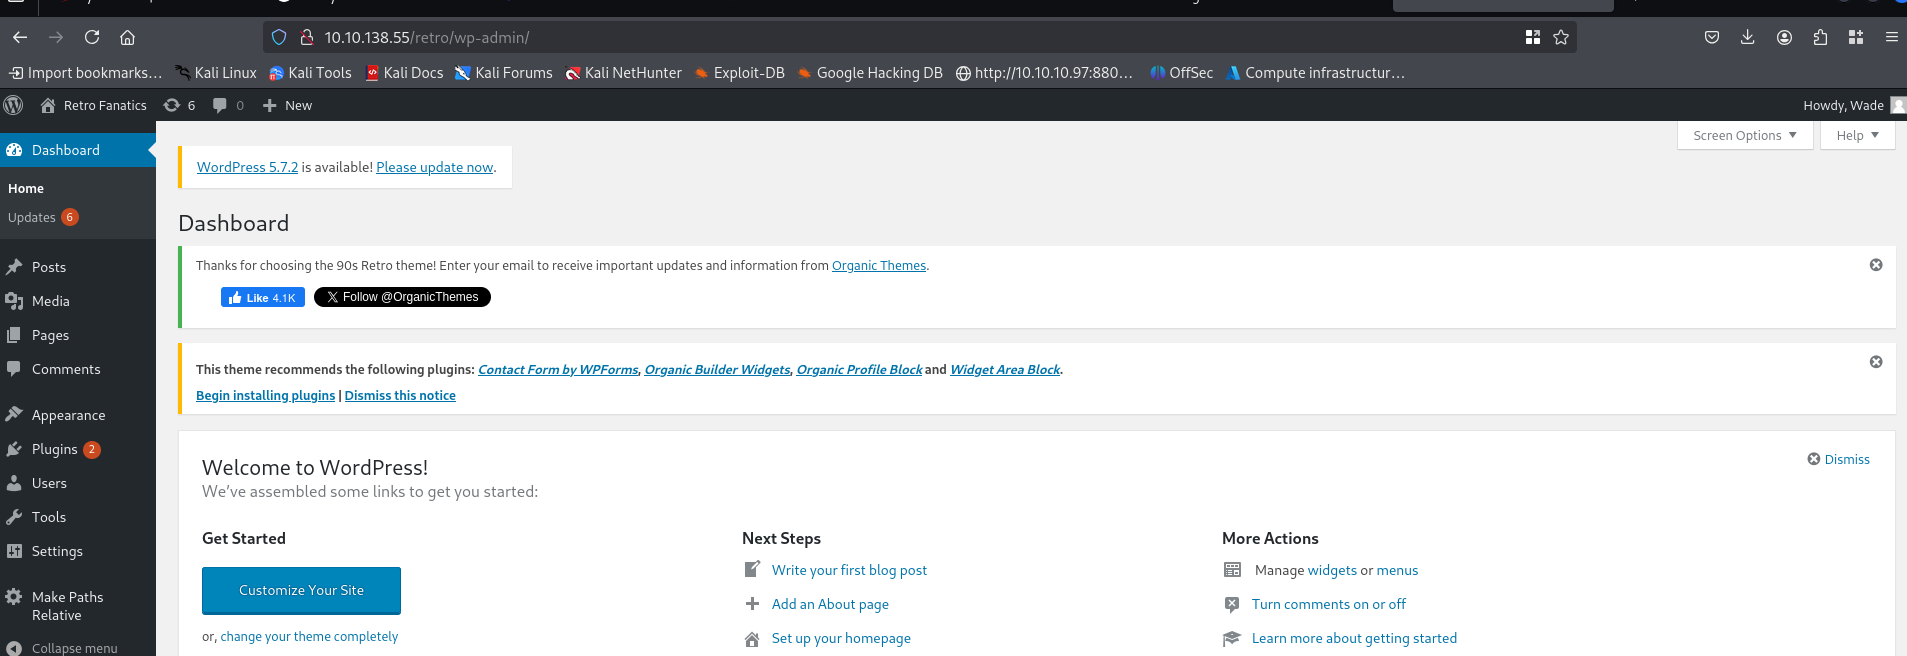 10.10.138.55/retro/wp-admin/
Import bookmarks... Kali Linux Kali Tools Kali Docs Kali Forums Kali NetHunter Exploit-DB Google Hacking DB http://10.10.10.97:880... OffSec Compute infrastructur...
Retro Fanatics 6 0 New Howdy, Wade
Dashboard
Home
Updates 6
Posts
Media
Pages
Comments
Appearance
Plugins 2
Users
Tools
Settings
Make Paths
Relative
Collapse menu
Screen Options Help
WordPress 5.7.2 is available! Please update now.
Dashboard
Thanks for choosing the 90s Retro theme! Enter your email to receive important updates and information from Organic Themes.
Like 4.1K Follow @OrganicThemes
This theme recommends the following plugins: Contact Form by WPForms, Organic Builder Widgets, Organic Profile Block and Widget Area Block.
Begin installing plugins | Dismiss this notice
Welcome to WordPress!
Dismiss
We've assembled some links to get you started:
Get Started
Customize Your Site
or, change your theme completely
Next Steps
Write your first blog post
Add an About page
Set up your homepage
More Actions
Manage widgets or menus
Turn comments on or off
Learn more about getting started